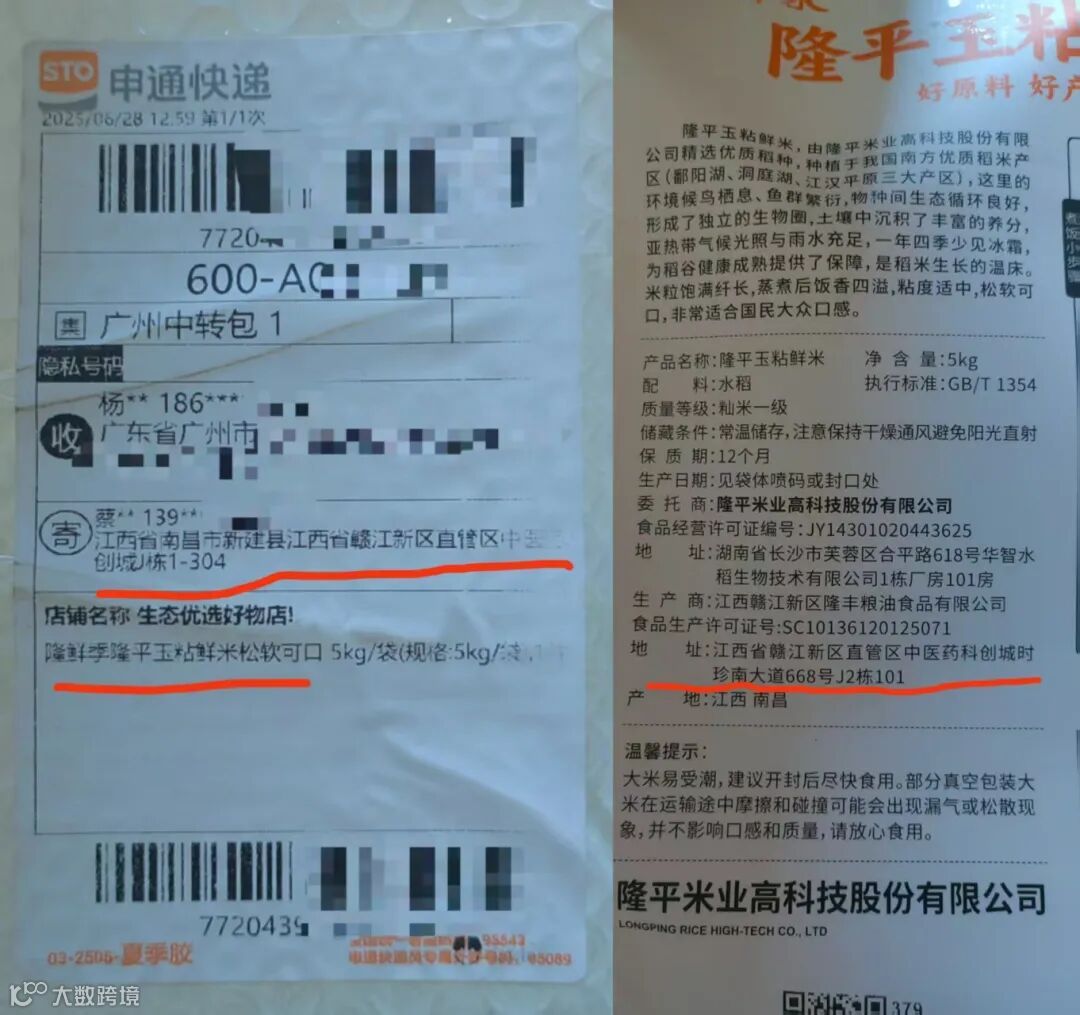 STO 申通快递
2025/06/28 12:59 第1/1次
7720
600-A
集 广州中转包 1
隐私号码
杨** 186***
收 广东省广州市
蔡** 139**
寄 江西省南昌市新建县江西省赣江新区直管区中医
创城J栋1-304
店铺名称 生态优选好物店!
隆鲜季隆平玉粘鲜米松软可口 5kg/袋(规格:5kg/
7720439
03-2505-夏季胶
95543
95089
大数跨境
隆平玉粘
好原料 好产
隆平玉粘鲜米，由隆平米业高科技股份有限
公司精选优质稻种，种植于我国南方优质稻米产
区(鄱阳湖、洞庭湖、江汉平原三大产区)，这里的
环境候鸟栖息、鱼群繁衍，物种间生态循环良好，
形成了独立的生物圈，土壤中沉积了丰富的养分，
亚热带气候光照与雨水充足，一年四季少见冰霜，
为稻谷健康成熟提供了保障，是稻米生长的温床。
米粒饱满纤长，蒸煮后饭香四溢，粘度适中，松软可
口，非常适合国民大众口感。
煮饭小步骤
产品名称：隆平玉粘鲜米 净含量：5kg
配料：水稻 执行标准：GB/T 1354
质量等级：籼米一级
储藏条件：常温储存，注意保持干燥通风避免阳光直射
保质期：12个月
生产日期：见袋体喷码或封口处
委托商：隆平米业高科技股份有限公司
食品经营许可证编号：JY14301020443625
地址：湖南省长沙市芙蓉区合平路618号华智水
稻生物技术有限公司1栋厂房101房
生产商：江西赣江新区隆丰粮油食品有限公司
食品生产许可证号：SC10136120125071
地址：江西省赣江新区直管区中医药科创城时
珍南大道668号J2栋101
产地：江西 南昌
温馨提示：
大米易受潮，建议开封后尽快食用。部分真空包装大
米在运输途中摩擦和碰撞可能会出现漏气或松散现
象，并不影响口感和质量，请放心食用。
隆平米业高科技股份有限公司
LONGPING RICE HIGH-TECH CO., LTD
379